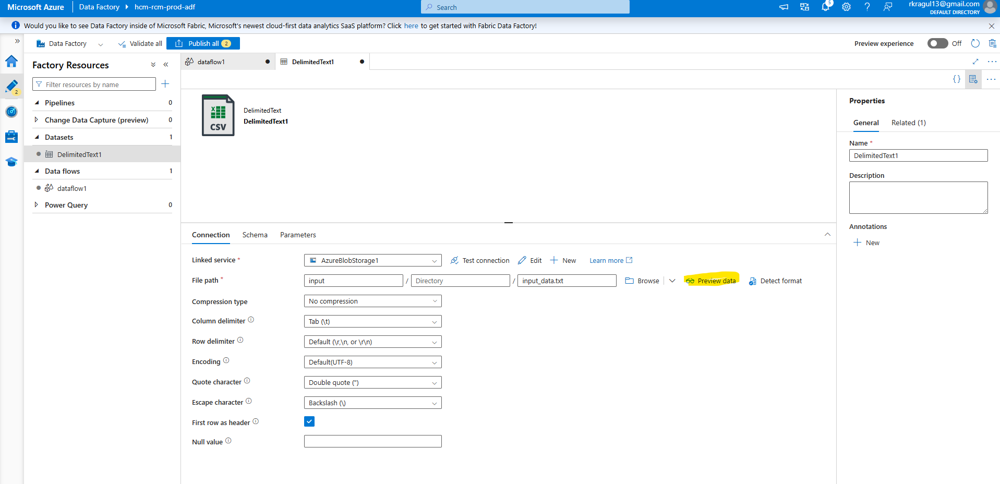 Microsoft Azure Data Factory hcm-rcm-prod-adf Search 5 rkragul13@gmail.com
DEFAULT DIRECTORY
Would you like to see Data Factory inside of Microsoft Fabric, Microsoft's newest cloud-first data analytics SaaS platform? Click here to get started with Fabric Data Factory!
Data Factory Validate all Publish all 2 Preview experience Off
Factory Resources
dataflow1 DelimitedText1
Filter resources by name
2
Pipelines 0
Change Data Capture (preview) 0
Datasets 1
DelimitedText1
Data flows 1
dataflow1
Power Query 0
CSV
DelimitedText
DelimitedText1
Connection Schema Parameters
Linked service * AzureBlobStorage1 Test connection Edit New Learn more
File path * input / Directory / input_data.txt Browse Preview data Detect format
Compression type No compression
Column delimiter Tab (\t)
Row delimiter Default (\r,\n, or \r\n)
Encoding Default(UTF-8)
Quote character Double quote (")
Escape character Backslash (\)
First row as header
Null value
Properties
General Related (1)
Name *
DelimitedText1
Description
Annotations
New